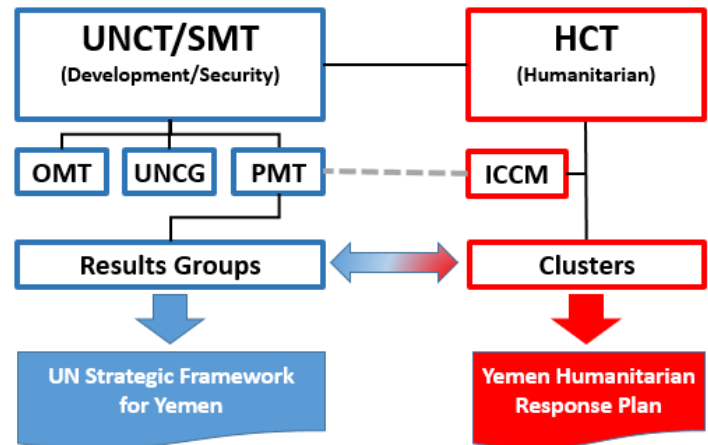 UNCT/SMT
(Development/Security)
HCT
(Humanitarian)
OMT
UNCG
PMT
ICCM
Results Groups
Clusters
UN Strategic Framework
for Yemen
Yemen Humanitarian
Response Plan